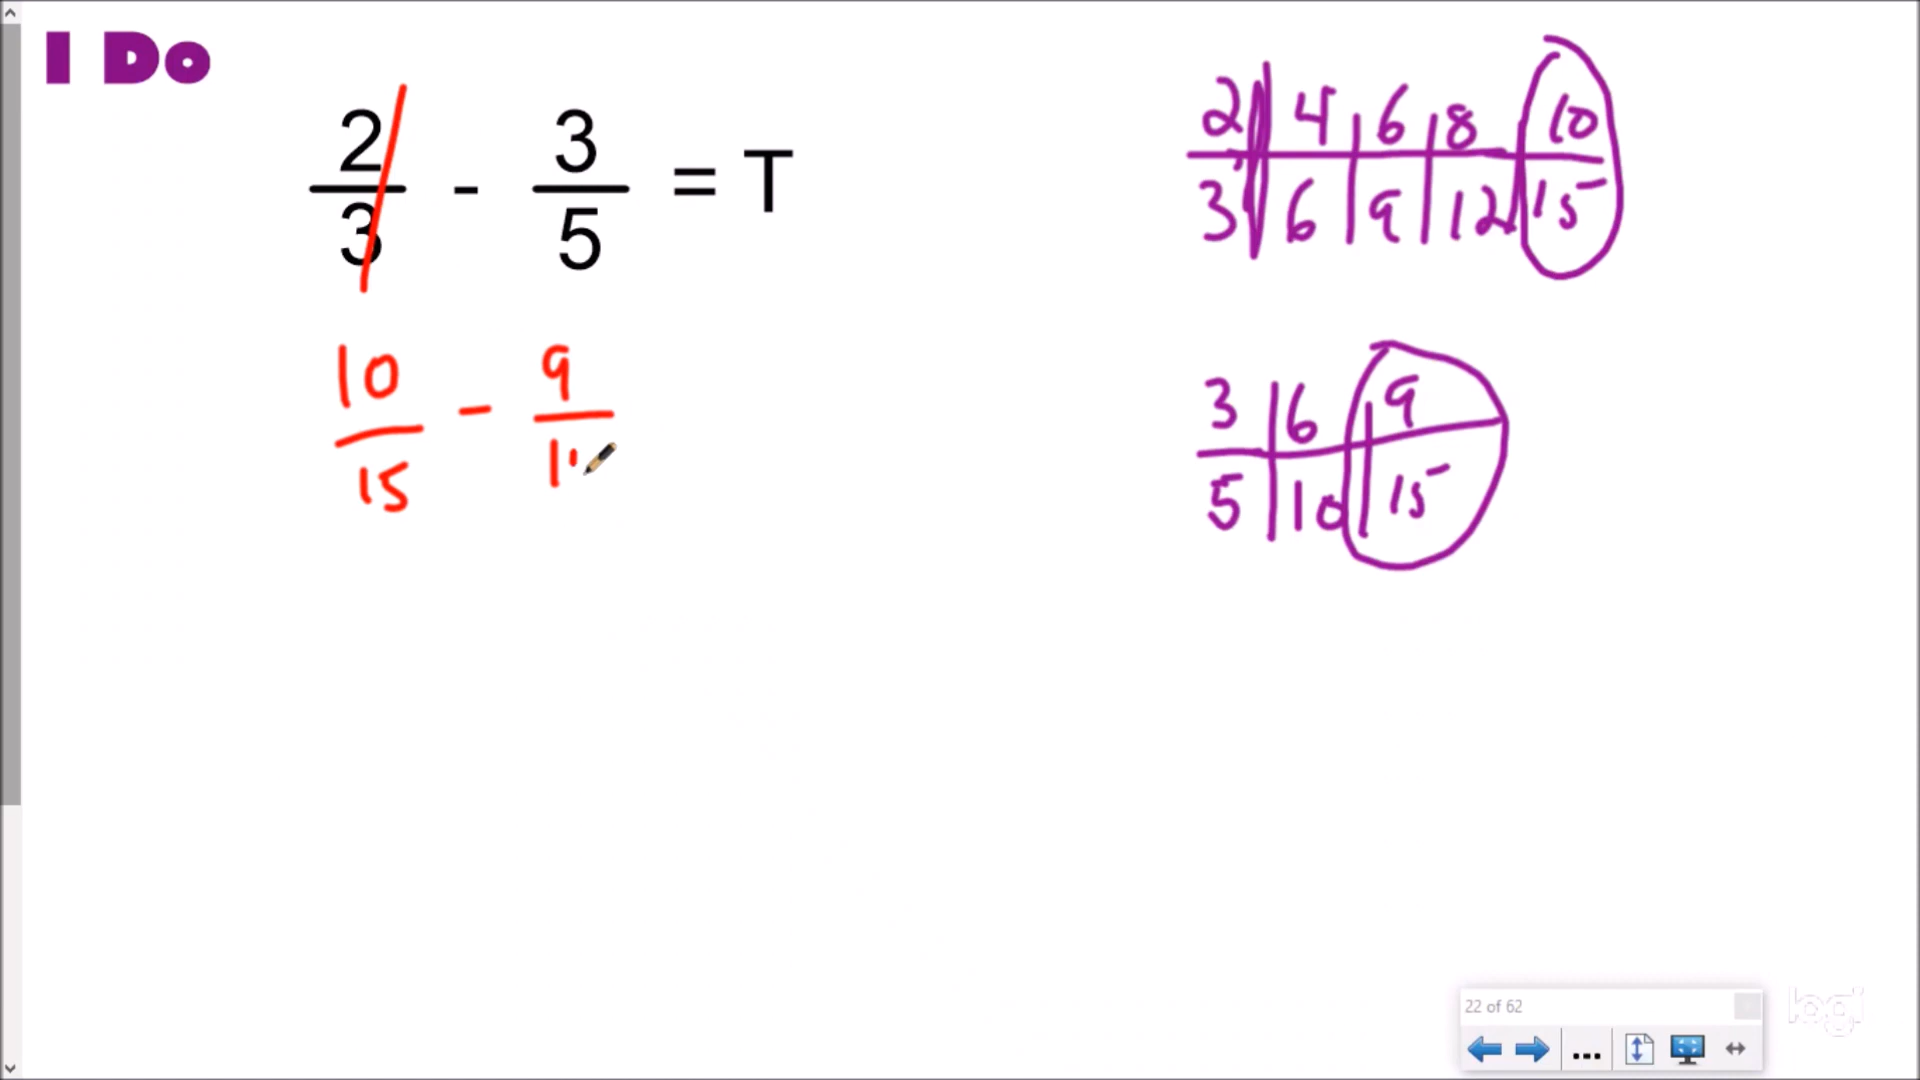 I Do
2/3 - 3/5 = T
10/15 - 9/1
2 | 4 | 6 | 8 | 10
3 | 6 | 9 | 12 | 15
3 | 6 | 9
5 | 10 | 15
22 of 62
...
logi